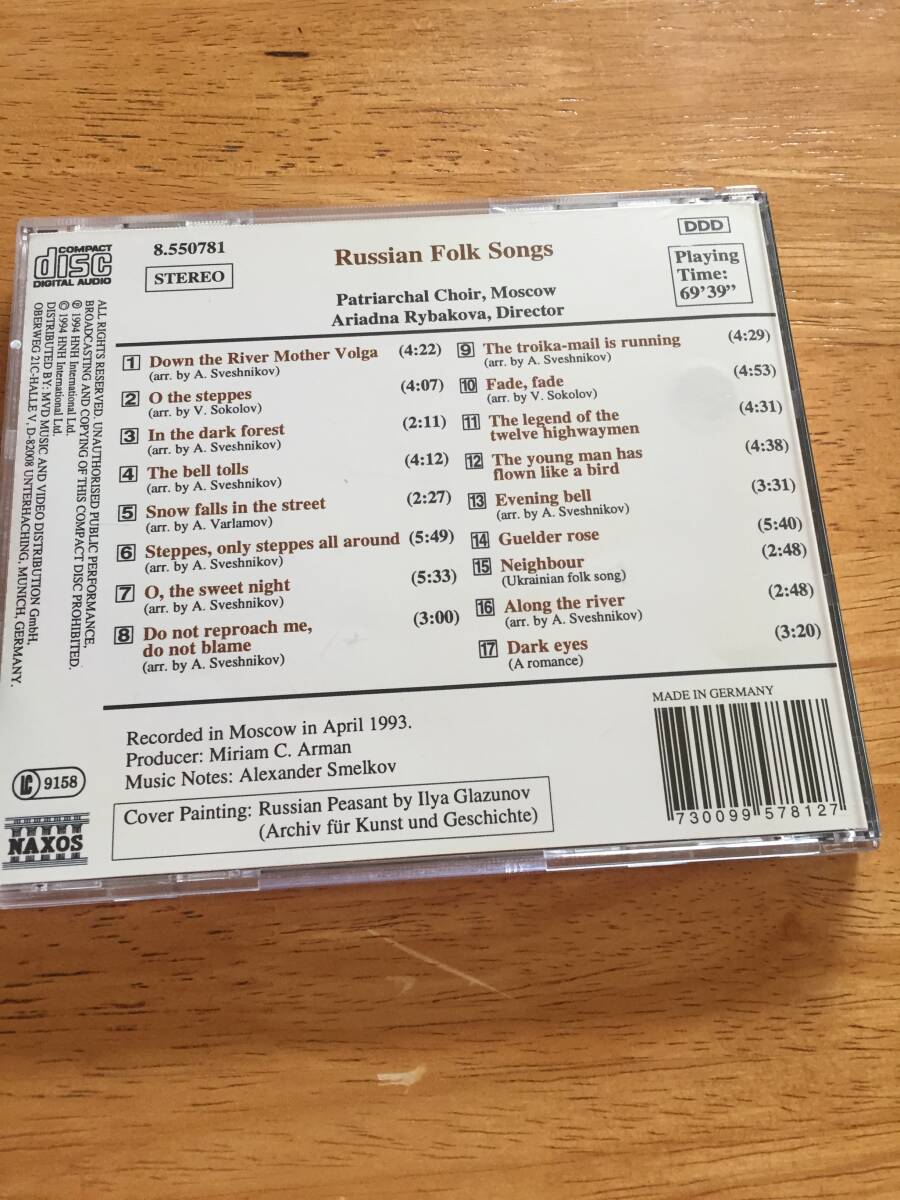 COMPACT
disc
DIGITAL AUDIO
8.550781
STEREO
Russian Folk Songs
Patriarchal Choir, Moscow
Ariadna Rybakova, Director
DDD
Playing
Time:
69’39”
1 Down the River Mother Volga (4:22)
(arr. by A. Sveshnikov)
2 O the steppes (4:07)
(arr. by V. Sokolov)
3 In the dark forest (2:11)
(arr. by A. Sveshnikov)
4 The bell tolls (4:12)
(arr. by A. Sveshnikov)
5 Snow falls in the street (2:27)
(arr. by A. Varlamov)
6 Steppes, only steppes all around (5:49)
(arr. by A. Sveshnikov)
7 O, the sweet night (5:33)
(arr. by A. Sveshnikov)
8 Do not reproach me, (3:00)
do not blame
(arr. by A. Sveshnikov)
9 The troika-mail is running (4:29)
(arr. by A. Sveshnikov)
10 Fade, fade (4:53)
(arr. by V. Sokolov)
11 The legend of the (4:31)
twelve highwaymen
12 The young man has (4:38)
flown like a bird
13 Evening bell (3:31)
(arr. by A. Sveshnikov)
14 Guelder rose (5:40)
15 Neighbour (2:48)
(Ukrainian folk song)
16 Along the river (2:48)
(arr. by A. Sveshnikov)
17 Dark eyes (3:20)
(A romance)
Recorded in Moscow in April 1993.
Producer: Miriam C. Arman
Music Notes: Alexander Smelkov
Cover Painting: Russian Peasant by Ilya Glazunov
(Archiv für Kunst und Geschichte)
MADE IN GERMANY
7 30099 57812 7
ALL RIGHTS RESERVED. UNAUTHORISED PUBLIC PERFORMANCE,
BROADCASTING AND COPYING OF THIS COMPACT DISC PROHIBITED.
℗ 1994 HNH International Ltd.
© 1994 HNH International Ltd.
DISTRIBUTED BY: MVD MUSIC AND VIDEO DISTRIBUTION GmbH,
OBERWEG 21C-HALLE V, D-82008 UNTERHACHING, MUNICH, GERMANY.
LC 9158
NAXOS